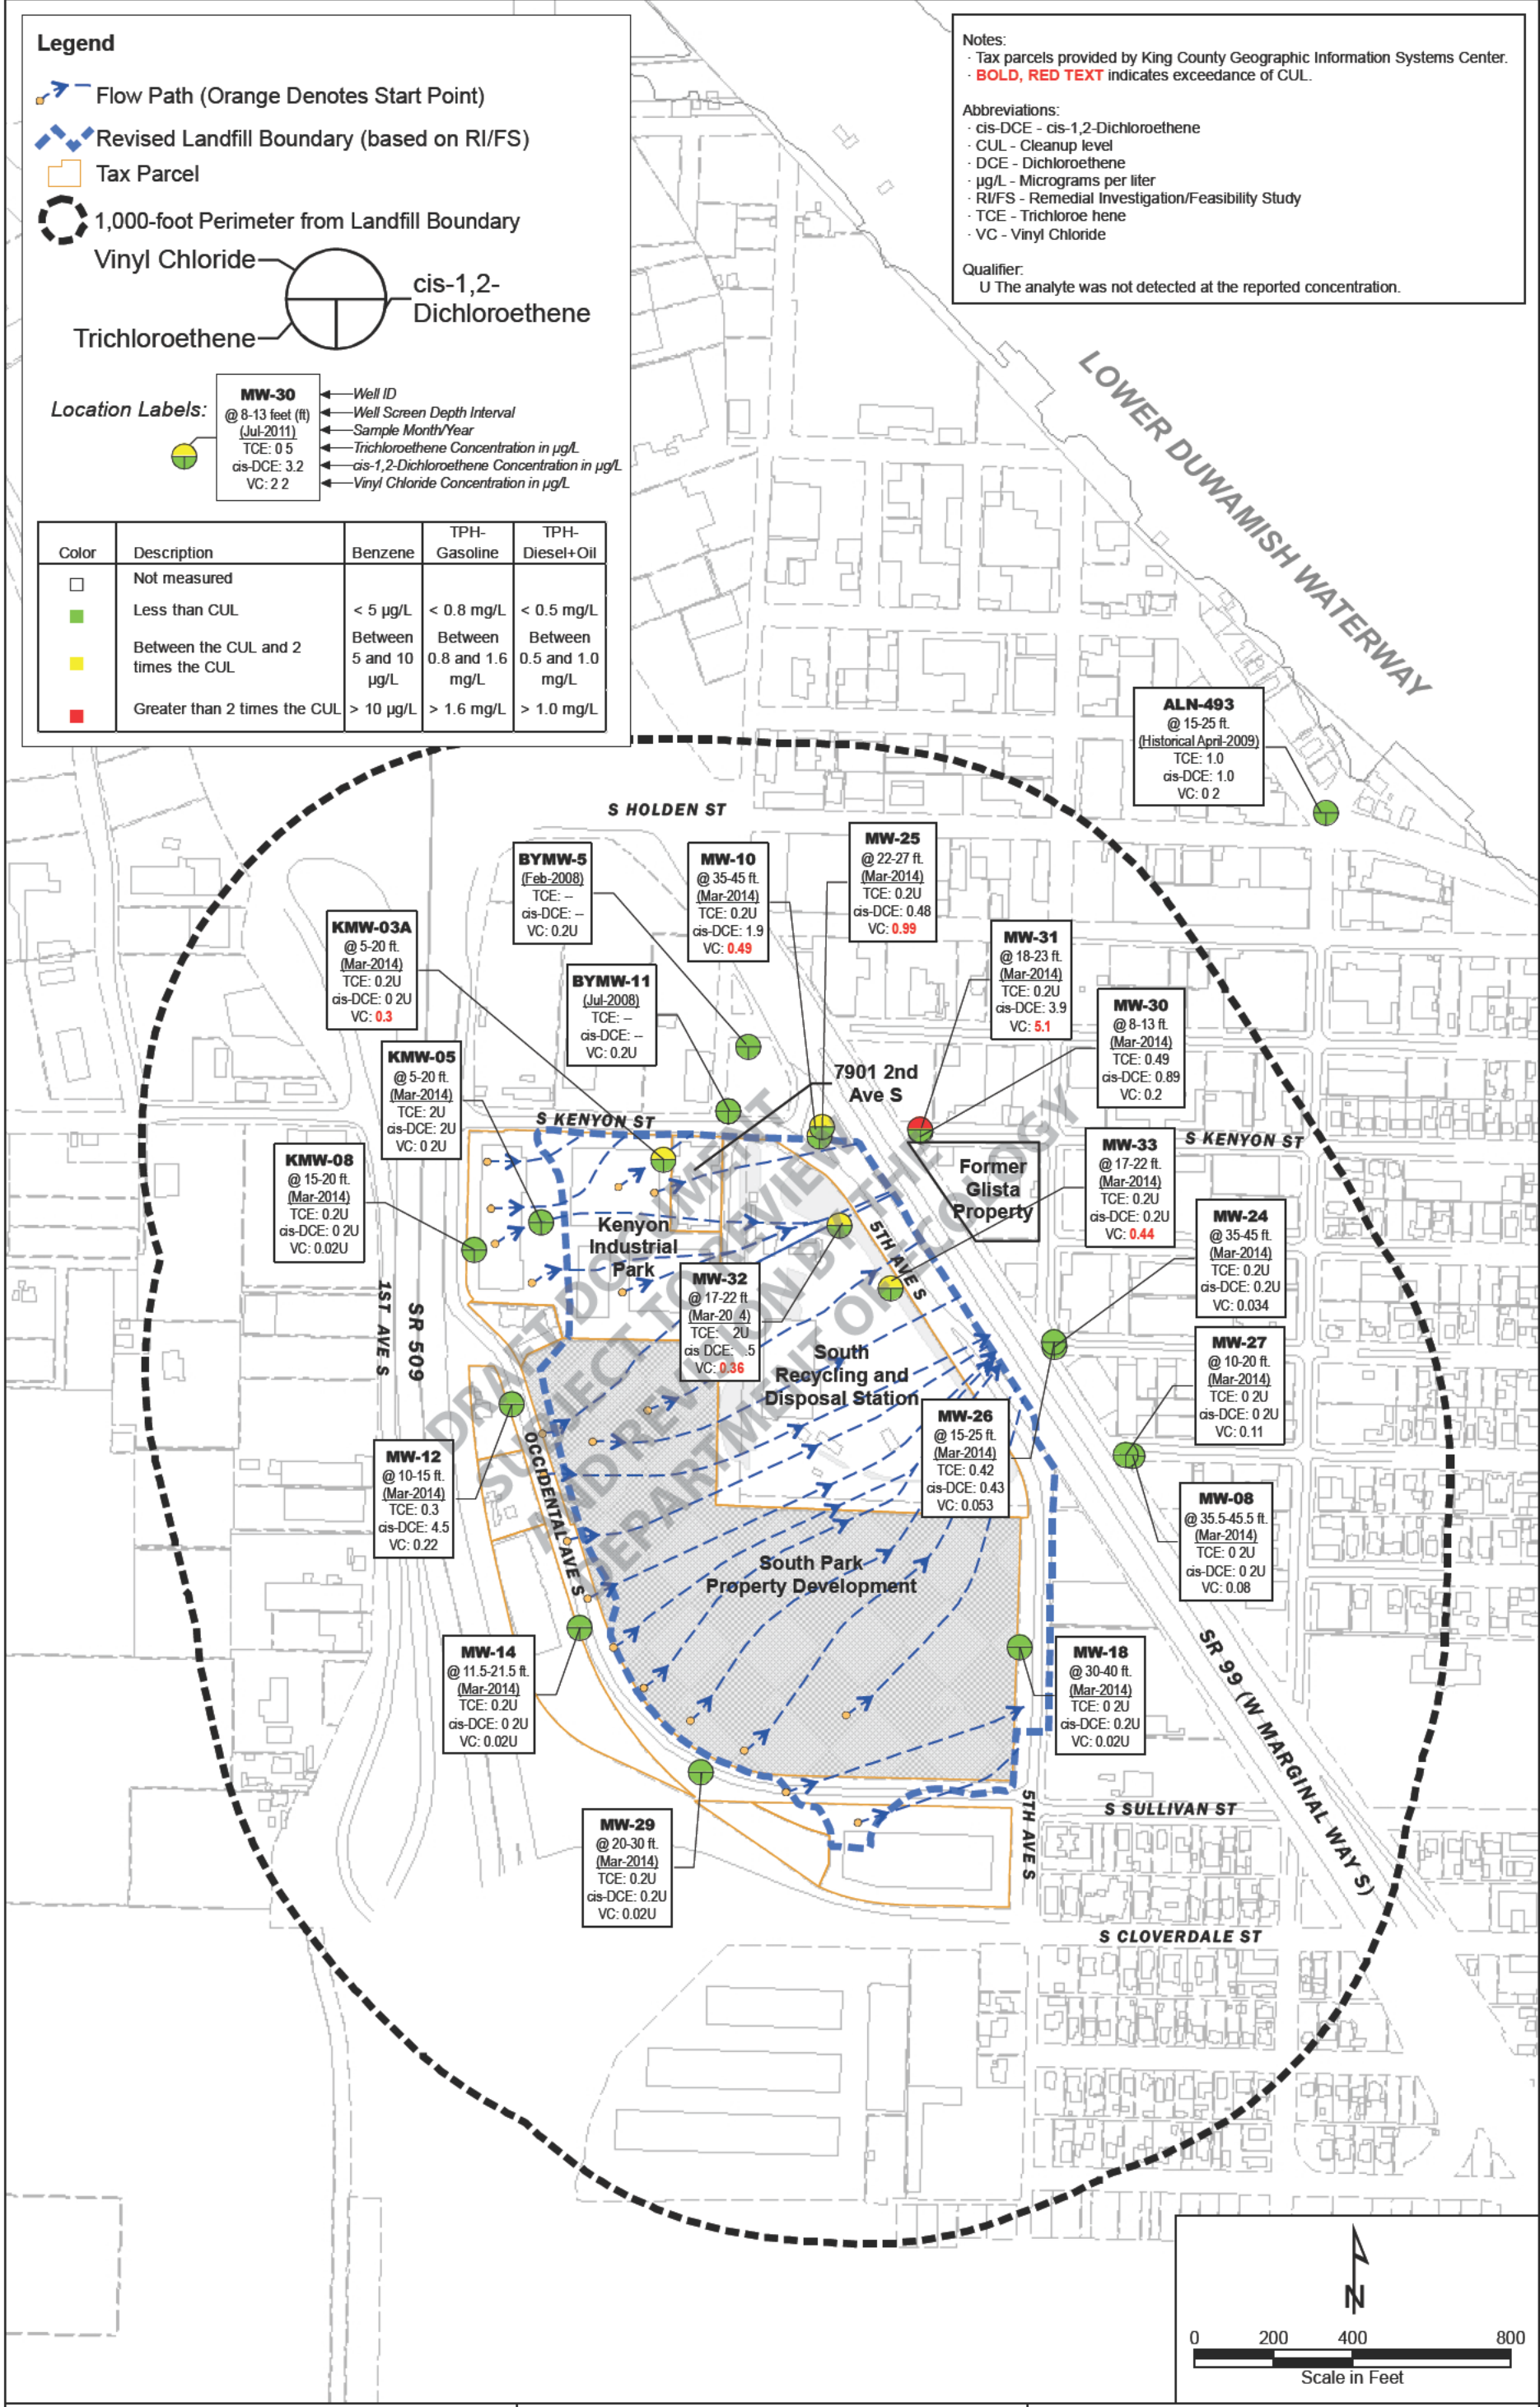 Legend
Flow Path (Orange Denotes Start Point)
Revised Landfill Boundary (based on RI/FS)
Tax Parcel
1,000-foot Perimeter from Landfill Boundary
Vinyl Chloride
cis-1,2-
Dichloroethene
Trichloroethene
Location Labels:
MW-30
@ 8-13 feet (ft)
(Jul-2011)
TCE: 0 5
cis-DCE: 3.2
VC: 2 2
Well ID
Well Screen Depth Interval
Sample Month/Year
Trichloroethene Concentration in µg/L
cis-1,2-Dichloroethene Concentration in µg/L
Vinyl Chloride Concentration in µg/L
Color Description Benzene TPH-Gasoline TPH-Diesel+Oil
Not measured
Less than CUL < 5 µg/L < 0.8 mg/L < 0.5 mg/L
Between the CUL and 2 times the CUL Between 5 and 10 µg/L Between 0.8 and 1.6 mg/L Between 0.5 and 1.0 mg/L
Greater than 2 times the CUL > 10 µg/L > 1.6 mg/L > 1.0 mg/L
Notes:
· Tax parcels provided by King County Geographic Information Systems Center.
· BOLD, RED TEXT indicates exceedance of CUL.
Abbreviations:
· cis-DCE - cis-1,2-Dichloroethene
· CUL - Cleanup level
· DCE - Dichloroethene
· µg/L - Micrograms per liter
· RI/FS - Remedial Investigation/Feasibility Study
· TCE - Trichloroe hene
· VC - Vinyl Chloride
Qualifier:
U The analyte was not detected at the reported concentration.
LOWER DUWAMISH WATERWAY
ALN-493
@ 15-25 ft.
(Historical April-2009)
TCE: 1.0
cis-DCE: 1.0
VC: 0 2
S HOLDEN ST
BYMW-5
(Feb-2008)
TCE: --
cis-DCE: --
VC: 0.2U
MW-10
@ 35-45 ft.
(Mar-2014)
TCE: 0.2U
cis-DCE: 1.9
VC: 0.49
MW-25
@ 22-27 ft.
(Mar-2014)
TCE: 0.2U
cis-DCE: 0.48
VC: 0.99
KMW-03A
@ 5-20 ft.
(Mar-2014)
TCE: 0.2U
cis-DCE: 0 2U
VC: 0.3
BYMW-11
(Jul-2008)
TCE: --
cis-DCE: --
VC: 0.2U
MW-31
@ 18-23 ft.
(Mar-2014)
TCE: 0.2U
cis-DCE: 3.9
VC: 5.1
MW-30
@ 8-13 ft.
(Mar-2014)
TCE: 0.49
cis-DCE: 0.89
VC: 0.2
KMW-05
@ 5-20 ft.
(Mar-2014)
TCE: 2U
cis-DCE: 2U
VC: 0 2U
7901 2nd
Ave S
S KENYON ST
S KENYON ST
KMW-08
@ 15-20 ft.
(Mar-2014)
TCE: 0.2U
cis-DCE: 0 2U
VC: 0.02U
Former
Glista
Property
MW-33
@ 17-22 ft.
(Mar-2014)
TCE: 0.2U
cis-DCE: 0.2U
VC: 0.44
MW-24
@ 35-45 ft.
(Mar-2014)
TCE: 0.2U
cis-DCE: 0.2U
VC: 0.034
Kenyon
Industrial
Park
5TH AVE S
1ST AVE S
SR 509
MW-32
@ 17-22 ft
(Mar-20 4)
TCE: 2U
cis DCE: .5
VC: 0.36
South
Recycling and
Disposal Station
MW-27
@ 10-20 ft.
(Mar-2014)
TCE: 0 2U
cis-DCE: 0 2U
VC: 0.11
MW-26
@ 15-25 ft.
(Mar-2014)
TCE: 0.42
cis-DCE: 0.43
VC: 0.053
MW-12
@ 10-15 ft.
(Mar-2014)
TCE: 0.3
cis-DCE: 4.5
VC: 0.22
OCCIDENTAL AVE S
MW-08
@ 35.5-45.5 ft.
(Mar-2014)
TCE: 0 2U
cis-DCE: 0 2U
VC: 0.08
South Park
Property Development
DRAFT DOCUMENT
SUBJECT TO REVIEW
AND REVISION BY THE
DEPARTMENT OF ECOLOGY
MW-14
@ 11.5-21.5 ft.
(Mar-2014)
TCE: 0.2U
cis-DCE: 0 2U
VC: 0.02U
MW-18
@ 30-40 ft.
(Mar-2014)
TCE: 0 2U
cis-DCE: 0.2U
VC: 0.02U
SR 99 (W MARGINAL WAY S)
MW-29
@ 20-30 ft.
(Mar-2014)
TCE: 0.2U
cis-DCE: 0.2U
VC: 0.02U
5TH AVE S
S SULLIVAN ST
S CLOVERDALE ST
N
0 200 400 800
Scale in Feet